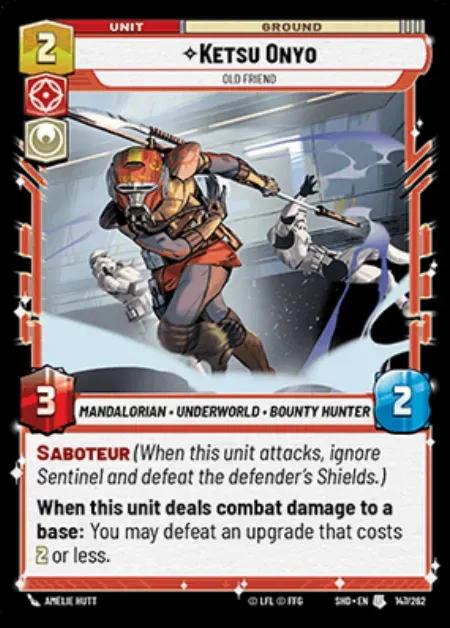 UNIT GROUND
2 KETSU ONYO
OLD FRIEND
3 MANDALORIAN • UNDERWORLD • BOUNTY HUNTER 2
SABOTEUR (When this unit attacks, ignore
Sentinel and defeat the defender's Shields.)
When this unit deals combat damage to a
base: You may defeat an upgrade that costs
2 or less.
AMÉLIE HUTT © LFL © FFG SHD • EN 147/262